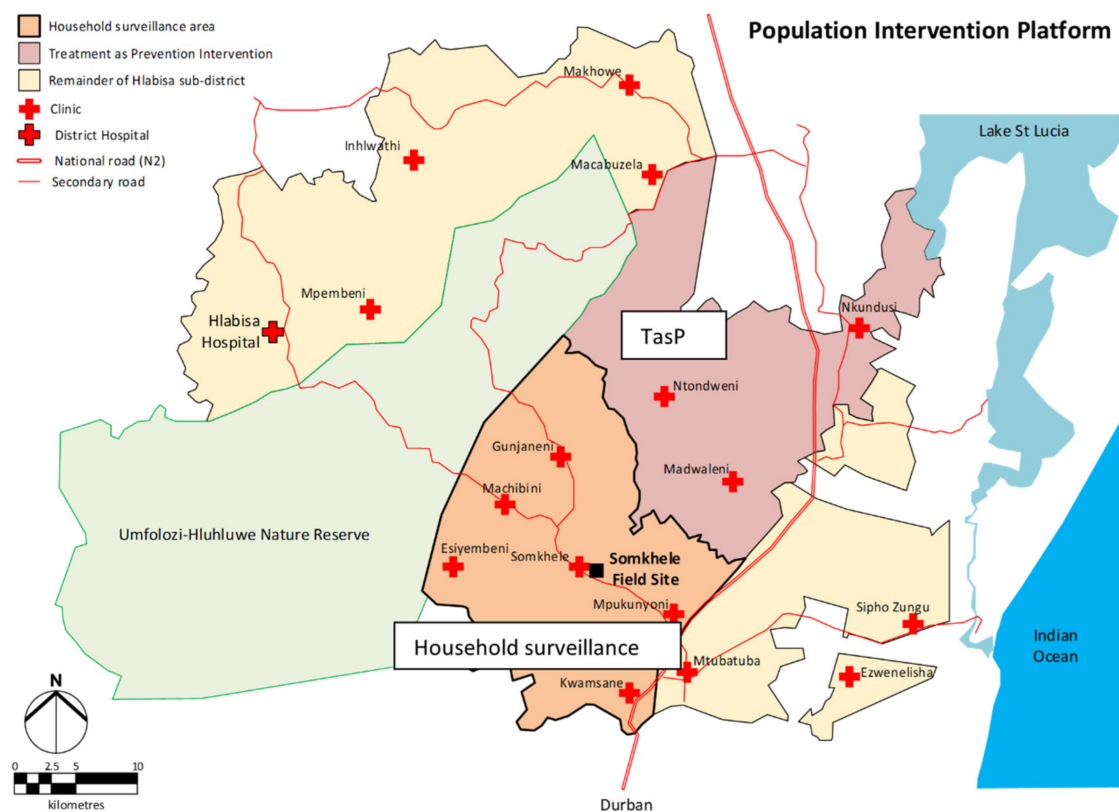 Population Intervention Platform
Household surveillance area
Treatment as Prevention Intervention
Remainder of Hlabisa sub-district
Clinic
District Hospital
National road (N2)
Secondary road
Makhowe
Lake St Lucia
Inhlwathi
Macabuzela
Mpembeni
Nkundusi
Hlabisa
Hospital
TasP
Ntondweni
Gunjaneni
Madwaleni
Machibini
Umfolozi-Hluhluwe Nature Reserve
Esiyembeni
Somkhele
Somkhele
Field Site
Mpukunyoni
Sipho Zungu
Household surveillance
Indian
Ocean
Mtubatuba
Ezwenelisha
Kwamsane
N
0 2.5 5 10
kilometres
Durban